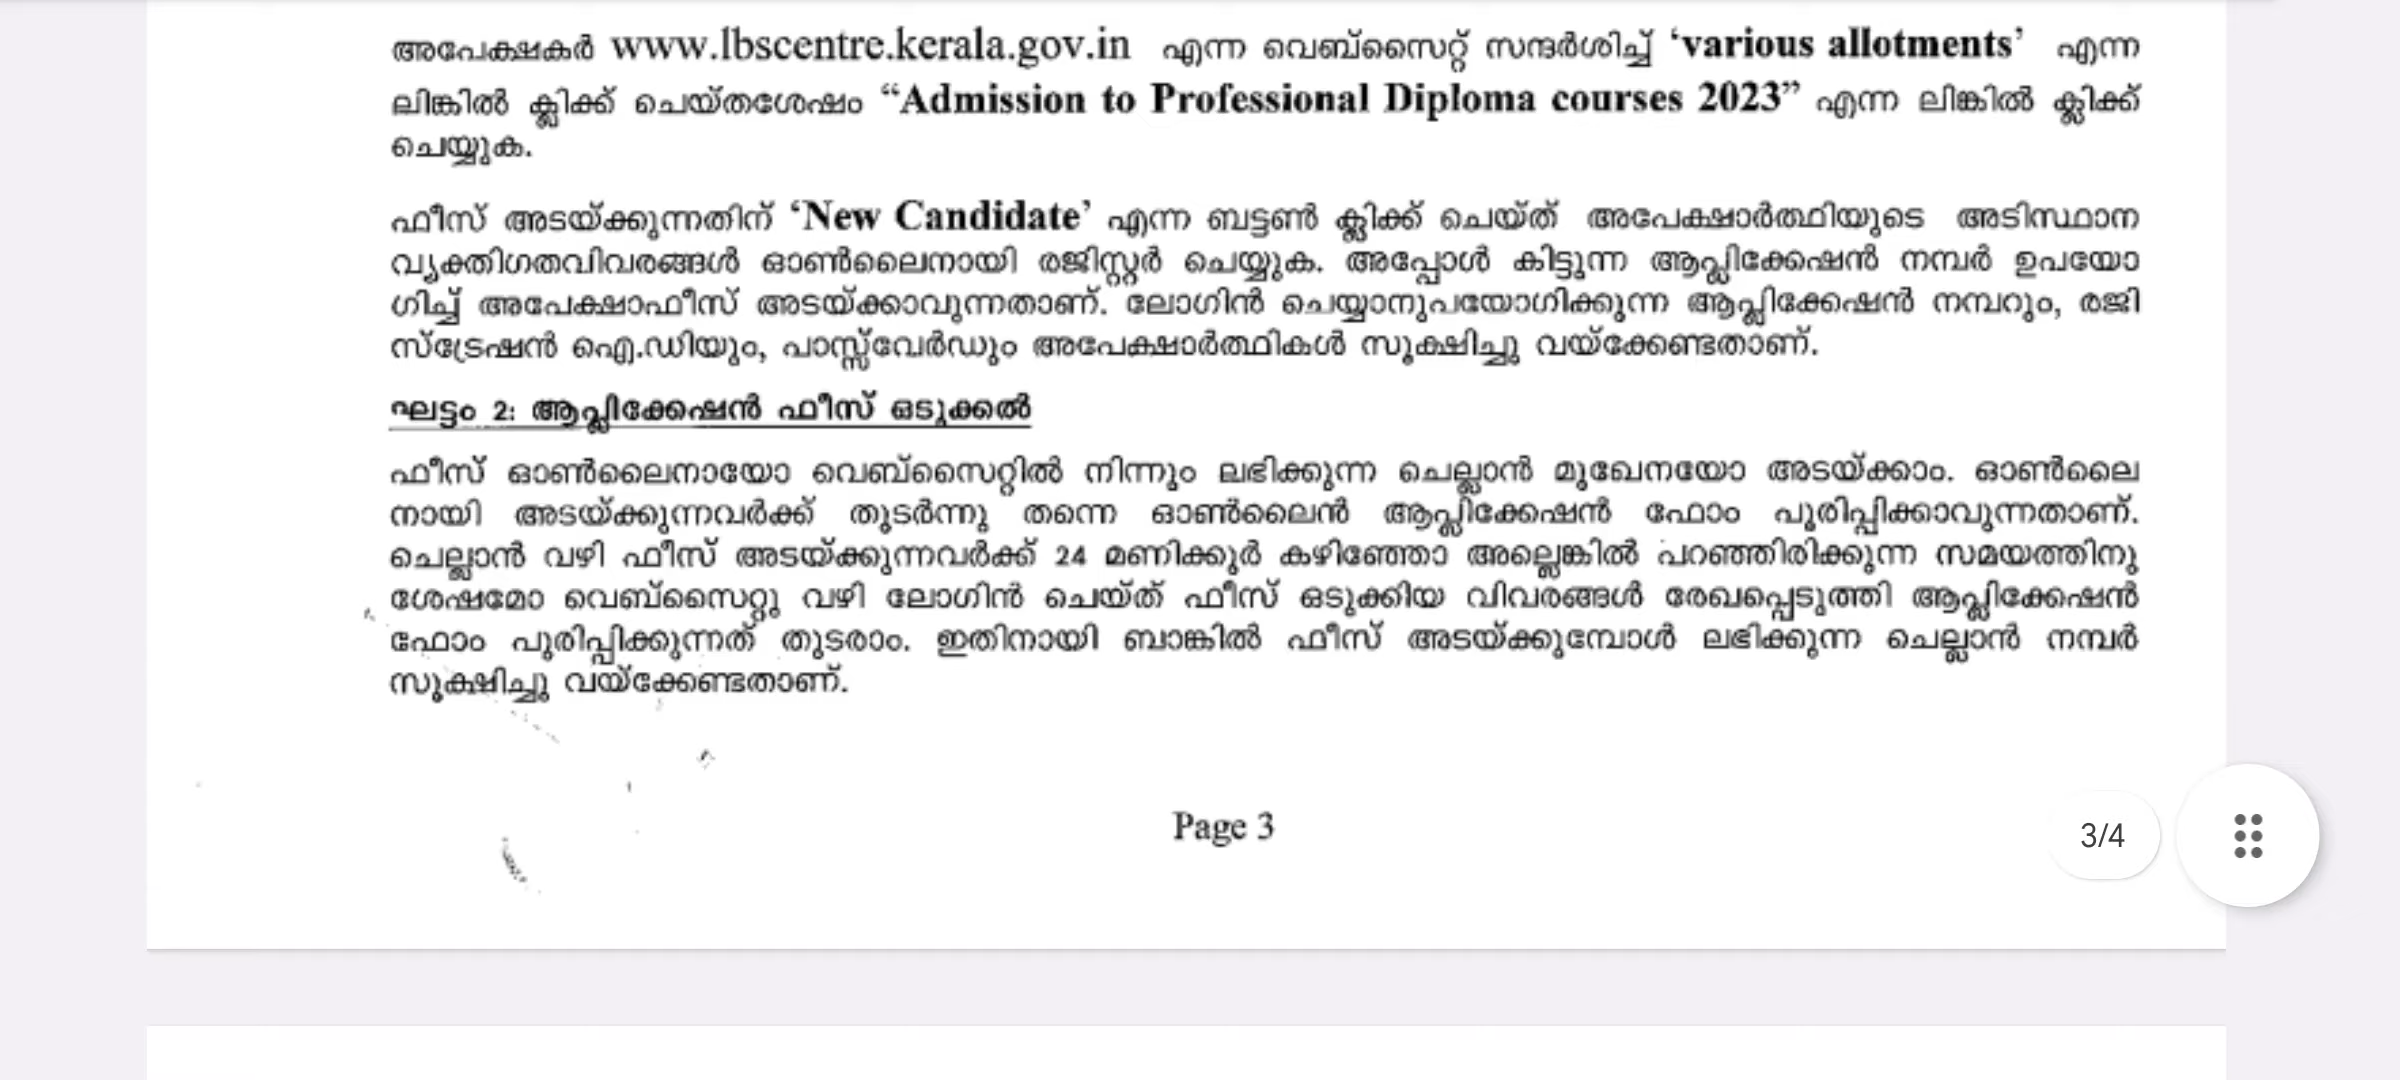 അപേക്ഷകർ www.lbscentre.kerala.gov.in എന്ന വെബ്സൈറ്റ് സന്ദർശിച്ച് ‘various allotments’ എന്ന
ലിങ്കിൽ ക്ലിക്ക് ചെയ്തശേഷം “Admission to Professional Diploma courses 2023” എന്ന ലിങ്കിൽ ക്ലിക്ക്
ചെയ്യുക.
ഫീസ് അടയ്ക്കുന്നതിന് ‘New Candidate’ എന്ന ബട്ടൺ ക്ലിക്ക് ചെയ്ത് അപേക്ഷാർത്ഥിയുടെ അടിസ്ഥാന
വ്യക്തിഗതവിവരങ്ങൾ ഓൺലൈനായി രജിസ്റ്റർ ചെയ്യുക. അപ്പോൾ കിട്ടുന്ന ആപ്ലിക്കേഷൻ നമ്പർ ഉപയോ
ഗിച്ച് അപേക്ഷാഫീസ് അടയ്ക്കാവുന്നതാണ്. ലോഗിൻ ചെയ്യാനുപയോഗിക്കുന്ന ആപ്ലിക്കേഷൻ നമ്പറും, രജി
സ്ട്രേഷൻ ഐ.ഡിയും, പാസ്സ്‌വേർഡും അപേക്ഷാർത്ഥികൾ സൂക്ഷിച്ചു വയ്ക്കേണ്ടതാണ്.
ഘട്ടം 2: ആപ്ലിക്കേഷൻ ഫീസ് ഒടുക്കൽ
ഫീസ് ഓൺലൈനായോ വെബ്സൈറ്റിൽ നിന്നും ലഭിക്കുന്ന ചെല്ലാൻ മുഖേനയോ അടയ്ക്കാം. ഓൺലൈ
നായി അടയ്ക്കുന്നവർക്ക് തുടർന്നു തന്നെ ഓൺലൈൻ ആപ്ലിക്കേഷൻ ഫോം പൂരിപ്പിക്കാവുന്നതാണ്.
ചെല്ലാൻ വഴി ഫീസ് അടയ്ക്കുന്നവർക്ക് 24 മണിക്കൂർ കഴിഞ്ഞോ അല്ലെങ്കിൽ പറഞ്ഞിരിക്കുന്ന സമയത്തിനു
ശേഷമോ വെബ്സൈറ്റു വഴി ലോഗിൻ ചെയ്ത് ഫീസ് ഒടുക്കിയ വിവരങ്ങൾ രേഖപ്പെടുത്തി ആപ്ലിക്കേഷൻ
ഫോം പൂരിപ്പിക്കുന്നത് തുടരാം. ഇതിനായി ബാങ്കിൽ ഫീസ് അടയ്ക്കുമ്പോൾ ലഭിക്കുന്ന ചെല്ലാൻ നമ്പർ
സൂക്ഷിച്ചു വയ്ക്കേണ്ടതാണ്.
Page 3
3/4